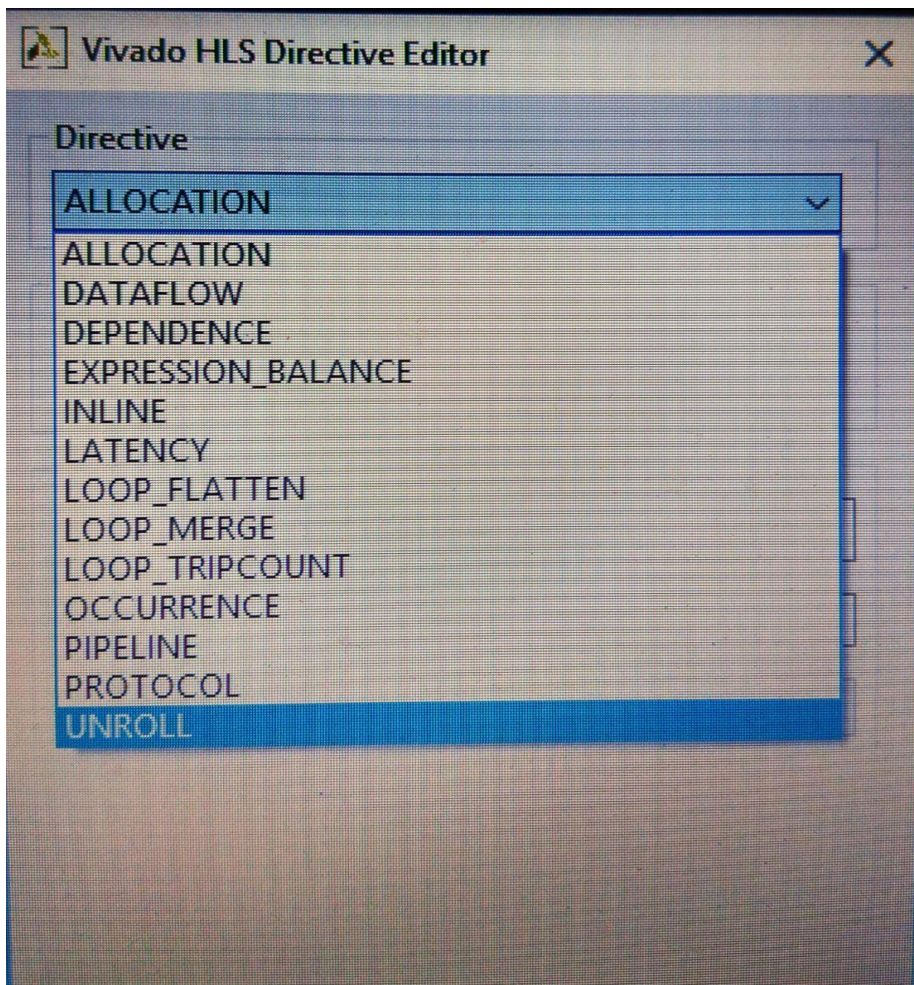 Vivado HLS Directive Editor
Directive
ALLOCATION
ALLOCATION
DATAFLOW
DEPENDENCE
EXPRESSION_BALANCE
INLINE
LATENCY
LOOP_FLATTEN
LOOP_MERGE
LOOP_TRIPCOUNT
OCCURRENCE
PIPELINE
PROTOCOL
UNROLL